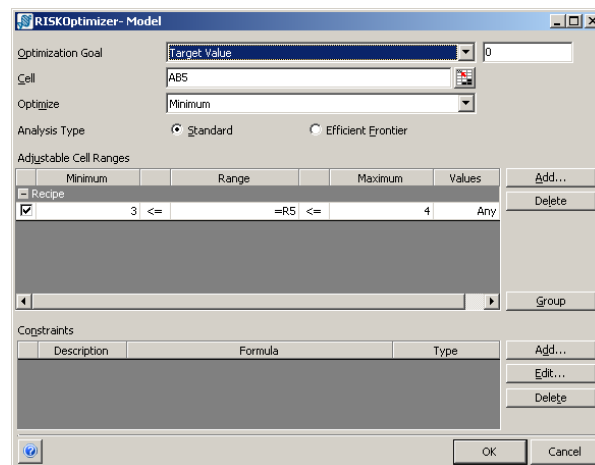 RISKOptimizer- Model
Optimization Goal Target Value 0
Cell AB5
Optimize Minimum
Analysis Type Standard Efficient Frontier
Adjustable Cell Ranges
Minimum Range Maximum Values Add...
Recipe Delete
3 <= =R5 <= 4 Any
Group
Constraints
Description Formula Type Add...
Edit...
Delete
OK Cancel